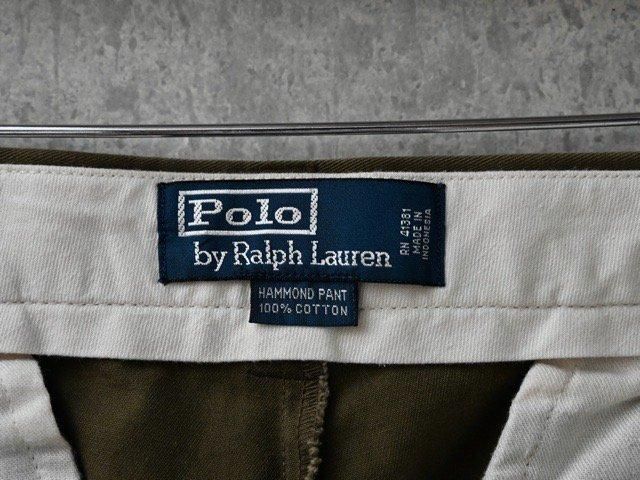 Polo
by Ralph Lauren
RN 41381
MADE IN
INDONESIA
HAMMOND PANT
100% COTTON